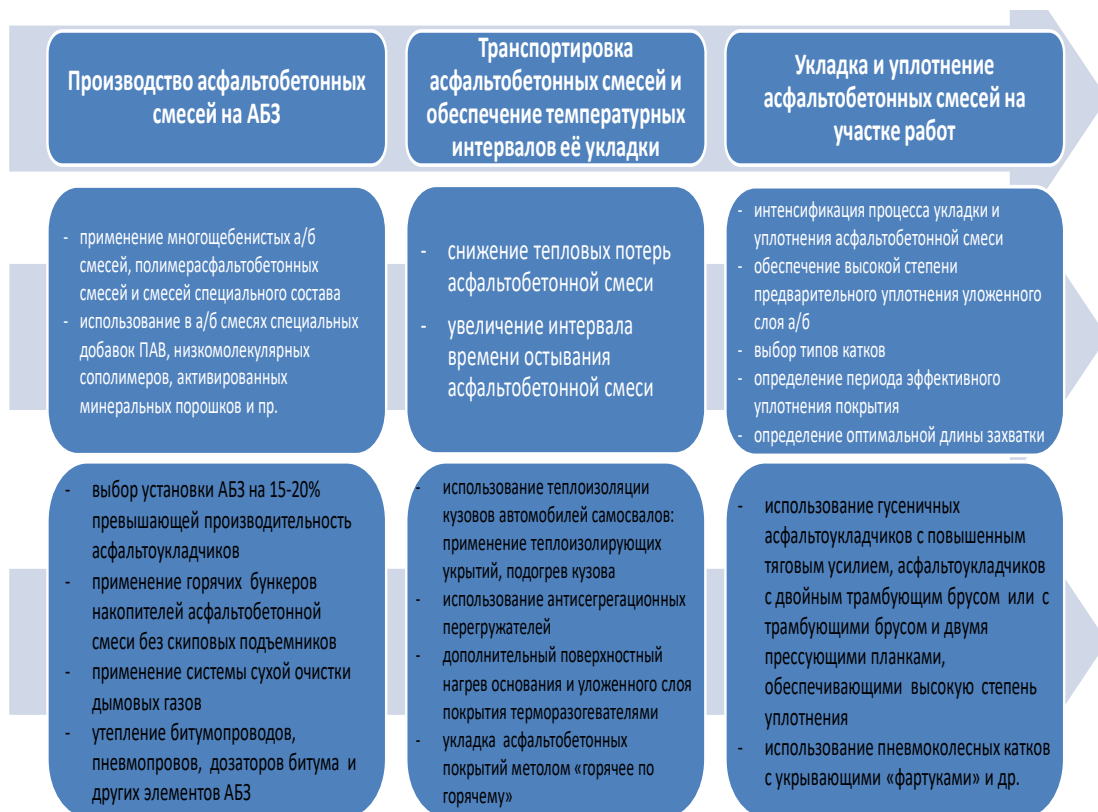 Производство асфальтобетонных
смесей на АБЗ
Транспортировка
асфальтобетонных смесей и
обеспечение температурных
интервалов её укладки
Укладка и уплотнение
асфальтобетонных смесей на
участке работ
- применение многощебенистых а/б
смесей, полимерасфальтобетонных
смесей и смесей специального состава
- использование в а/б смесях специальных
добавок ПАВ, низкомолекулярных
сополимеров, активированных
минеральных порошков и пр.
- снижение тепловых потерь
асфальтобетонной смеси
- увеличение интервала
времени остывания
асфальтобетонной смеси
- интенсификация процесса укладки и
уплотнения асфальтобетонной смеси
- обеспечение высокой степени
предварительного уплотнения уложенного
слоя а/б
- выбор типов катков
- определение периода эффективного
уплотнения покрытия
- определение оптимальной длины захватки
- выбор установки АБЗ на 15-20%
превышающей производительность
асфальтоукладчиков
- применение горячих бункеров
накопителей асфальтобетонной
смеси без скиповых подъемников
- применение системы сухой очистки
дымовых газов
- утепление битумопроводов,
пневмопровов, дозаторов битума и
других элементов АБЗ
- использование теплоизоляции
кузовов автомобилей самосвалов:
применение теплоизолирующих
укрытий, подогрев кузова
- использование антисегрегационных
перегружателей
- дополнительный поверхностный
нагрев основания и уложенного слоя
покрытия терморазогевателями
- укладка асфальтобетонных
покрытий метолом «горячее по
горячему»
- использование гусеничных
асфальтоукладчиков с повышенным
тяговым усилием, асфальтоукладчиков
с двойным трамбующим брусом или с
трамбующими брусом и двумя
прессующими планками,
обеспечивающими высокую степень
уплотнения
- использование пневмоколесных катков
с укрывающими «фартуками» и др.